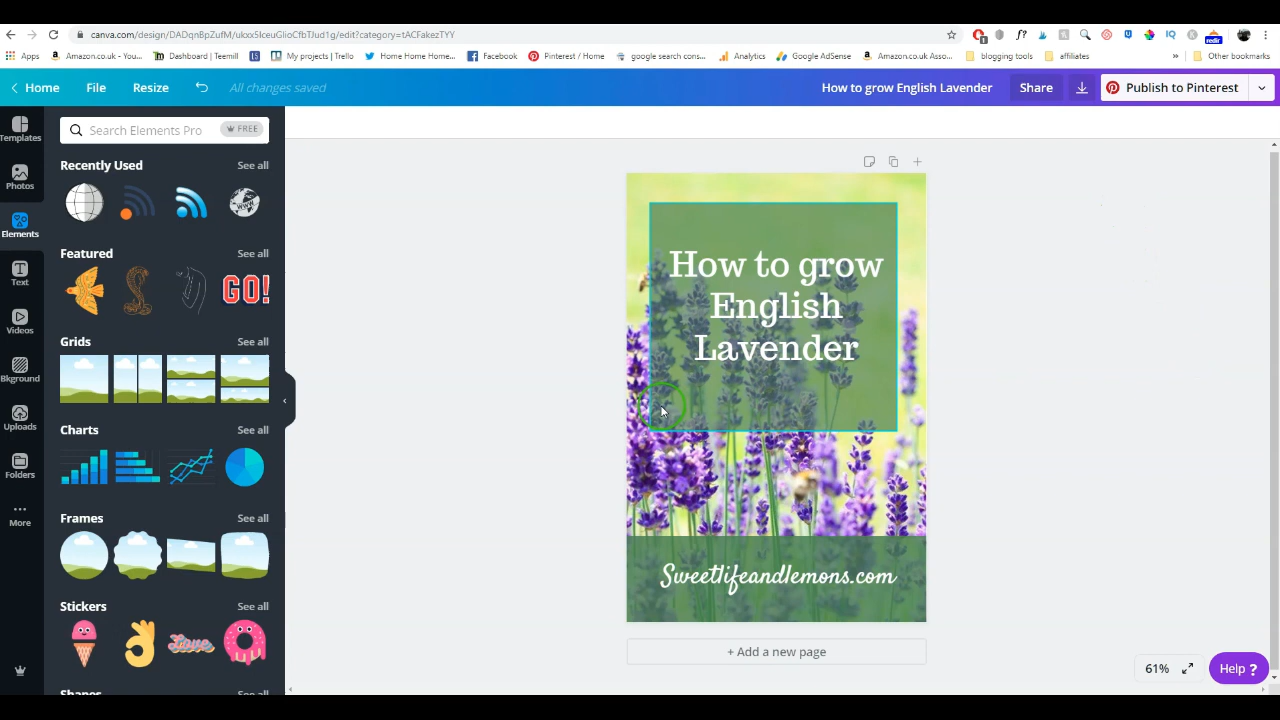 canva.com/design/DADqnBpZufM/ukxxSIceuGlioCfbTJud1g/edit?category=tACFakezTYY
Apps
Amazon.co.uk - You...
Dashboard | Teemill
My projects | Trello
Home Home Home...
Facebook
Pinterest / Home
google search cons...
Analytics
Google AdSense
Amazon.co.uk Asso...
blogging tools
affiliates
»
Other bookmarks
Home
File
Resize
All changes saved
How to grow English Lavender
Share
Publish to Pinterest
Templates
Photos
Elements
Text
Videos
Bkground
Uploads
Folders
More
Search Elements Pro
FREE
Recently Used
See all
Featured
See all
GO!
Grids
See all
Charts
See all
Frames
See all
Stickers
See all
Love
How to grow
English
Lavender
Sweetlifeandlemons.com
+ Add a new page
61%
Help ?